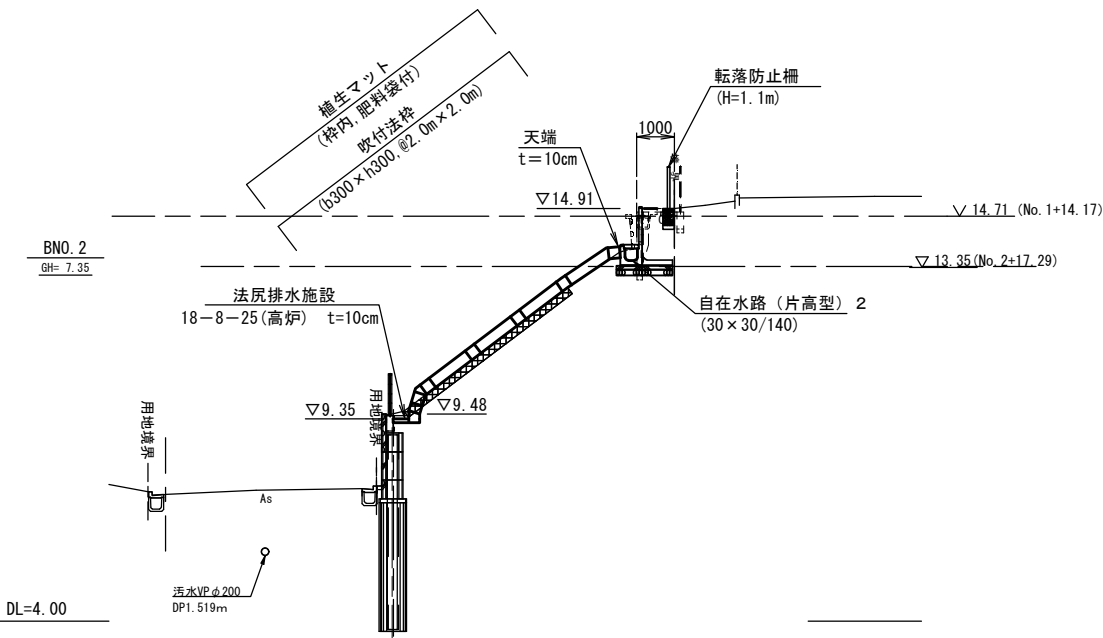 植生マット
(枠内, 肥料袋付)
吹付法枠
(b300×h300, @2.0m×2.0m)
転落防止柵
(H=1.1m)
1000
天端
t＝10cm
▽14.91
▽ 14.71 (No.1+14.17)
BNO. 2
GH= 7.35
▽ 13.35(No.2+17.29)
法尻排水施設
18－8－25(高炉) t=10cm
自在水路（片高型）２
(30×30/140)
▽9.35
▽9.48
用地境界
用地境界
As
汚水VPφ200
DP1.519m
DL=4.00